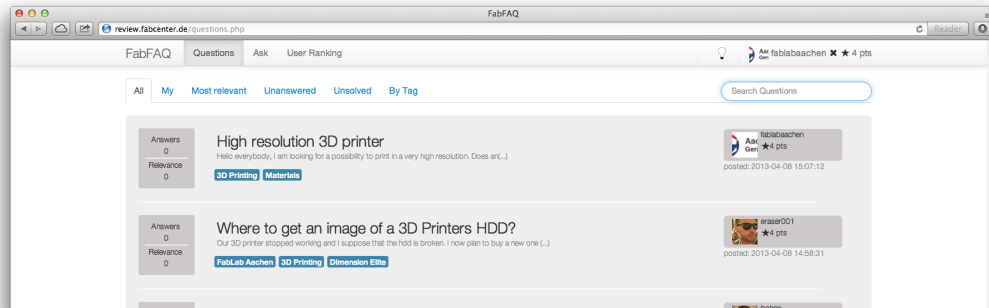 FabFAQ
review.fabcenter.de/questions.php
Reader
FabFAQ Questions Ask User Ranking fablabaachen ✖ ★ 4 pts
All My Most relevant Unanswered Unsolved By Tag Search Questions
Answers
0
Relevance
0
High resolution 3D printer
Hello everybody, I am looking for a possibility to print in a very high resolution. Does an(...)
3D Printing Materials
fablabaachen
★4 pts
posted: 2013-04-08 15:07:12
Answers
0
Relevance
0
Where to get an image of a 3D Printers HDD?
Our 3D printer stopped working and I suppose that the hdd is broken. I now plan to buy a new one (...)
FabLab Aachen 3D Printing Dimension Elite
eraser001
★4 pts
posted: 2013-04-08 14:58:31